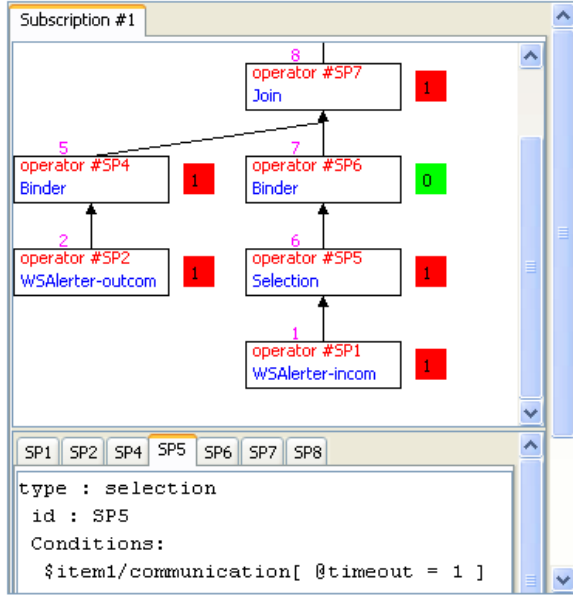 Subscription #1
8
operator #SP7
Join
1
5
operator #SP4
Binder
1
7
operator #SP6
Binder
0
2
operator #SP2
WSAlerter-outcom
1
6
operator #SP5
Selection
1
1
operator #SP1
WSAlerter-incom
1
SP1 SP2 SP4 SP5 SP6 SP7 SP8
type : selection
id : SP5
Conditions:
$item1/communication[ @timeout = 1 ]